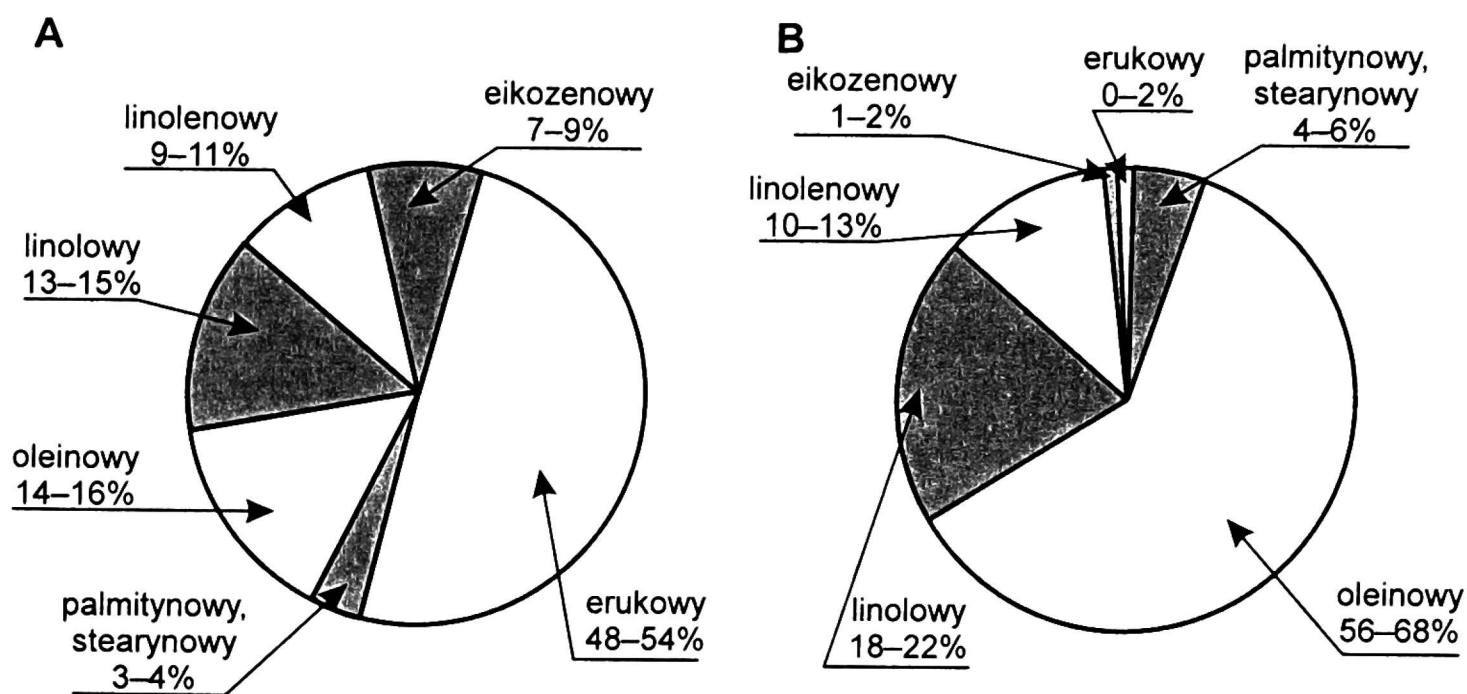 A
eikozenowy
7–9%
linolenowy
9–11%
linolowy
13–15%
oleinowy
14–16%
palmitynowy,
stearynowy
3–4%
erukowy
48–54%
B
erukowy
0–2%
palmitynowy,
stearynowy
4–6%
eikozenowy
1–2%
linolenowy
10–13%
linolowy
18–22%
oleinowy
56–68%